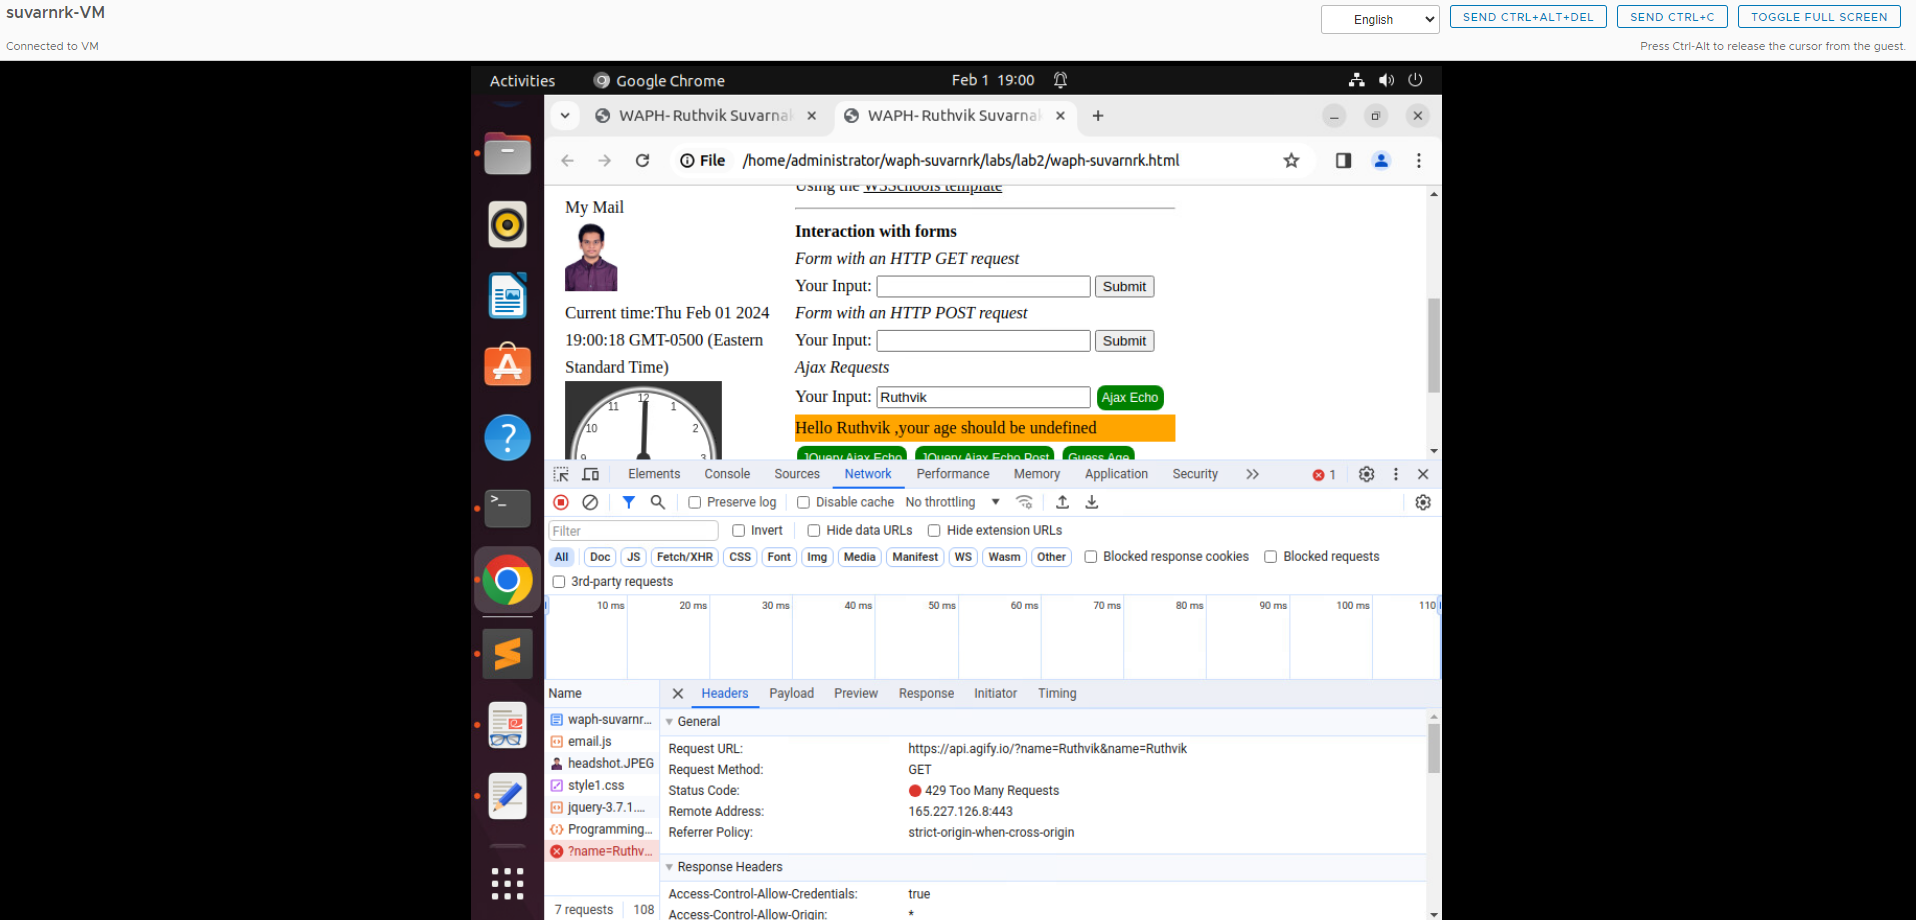 suvarnrk-VM
English
SEND CTRL+ALT+DEL
SEND CTRL+C
TOGGLE FULL SCREEN
Connected to VM
Press Ctrl-Alt to release the cursor from the guest.
Activities
Google Chrome
Feb 1 19:00
WAPH- Ruthvik Suvarnak
WAPH- Ruthvik Suvarnak
File
/home/administrator/waph-suvarnrk/labs/lab2/waph-suvarnrk.html
Using the W3Schools template
My Mail
Interaction with forms
Form with an HTTP GET request
Your Input:
Submit
Current time:Thu Feb 01 2024
19:00:18 GMT-0500 (Eastern
Standard Time)
Form with an HTTP POST request
Your Input:
Submit
Ajax Requests
Your Input:
Ruthvik
Ajax Echo
Hello Ruthvik ,your age should be undefined
JQuery Ajax Echo
JQuery Ajax Echo Post
Guess Age
12
11
1
10
2
9
3
Elements
Console
Sources
Network
Performance
Memory
Application
Security
1
Preserve log
Disable cache
No throttling
Filter
Invert
Hide data URLs
Hide extension URLs
All
Doc
JS
Fetch/XHR
CSS
Font
Img
Media
Manifest
WS
Wasm
Other
Blocked response cookies
Blocked requests
3rd-party requests
10 ms
20 ms
30 ms
40 ms
50 ms
60 ms
70 ms
80 ms
90 ms
100 ms
110
Name
Headers
Payload
Preview
Response
Initiator
Timing
waph-suvarnr...
email.js
headshot.JPEG
style1.css
jquery-3.7.1....
Programming...
?name=Ruthv...
General
Request URL:
https://api.agify.io/?name=Ruthvik&name=Ruthvik
Request Method:
GET
Status Code:
429 Too Many Requests
Remote Address:
165.227.126.8:443
Referrer Policy:
strict-origin-when-cross-origin
Response Headers
Access-Control-Allow-Credentials:
true
Access-Control-Allow-Origin:
*
7 requests
108